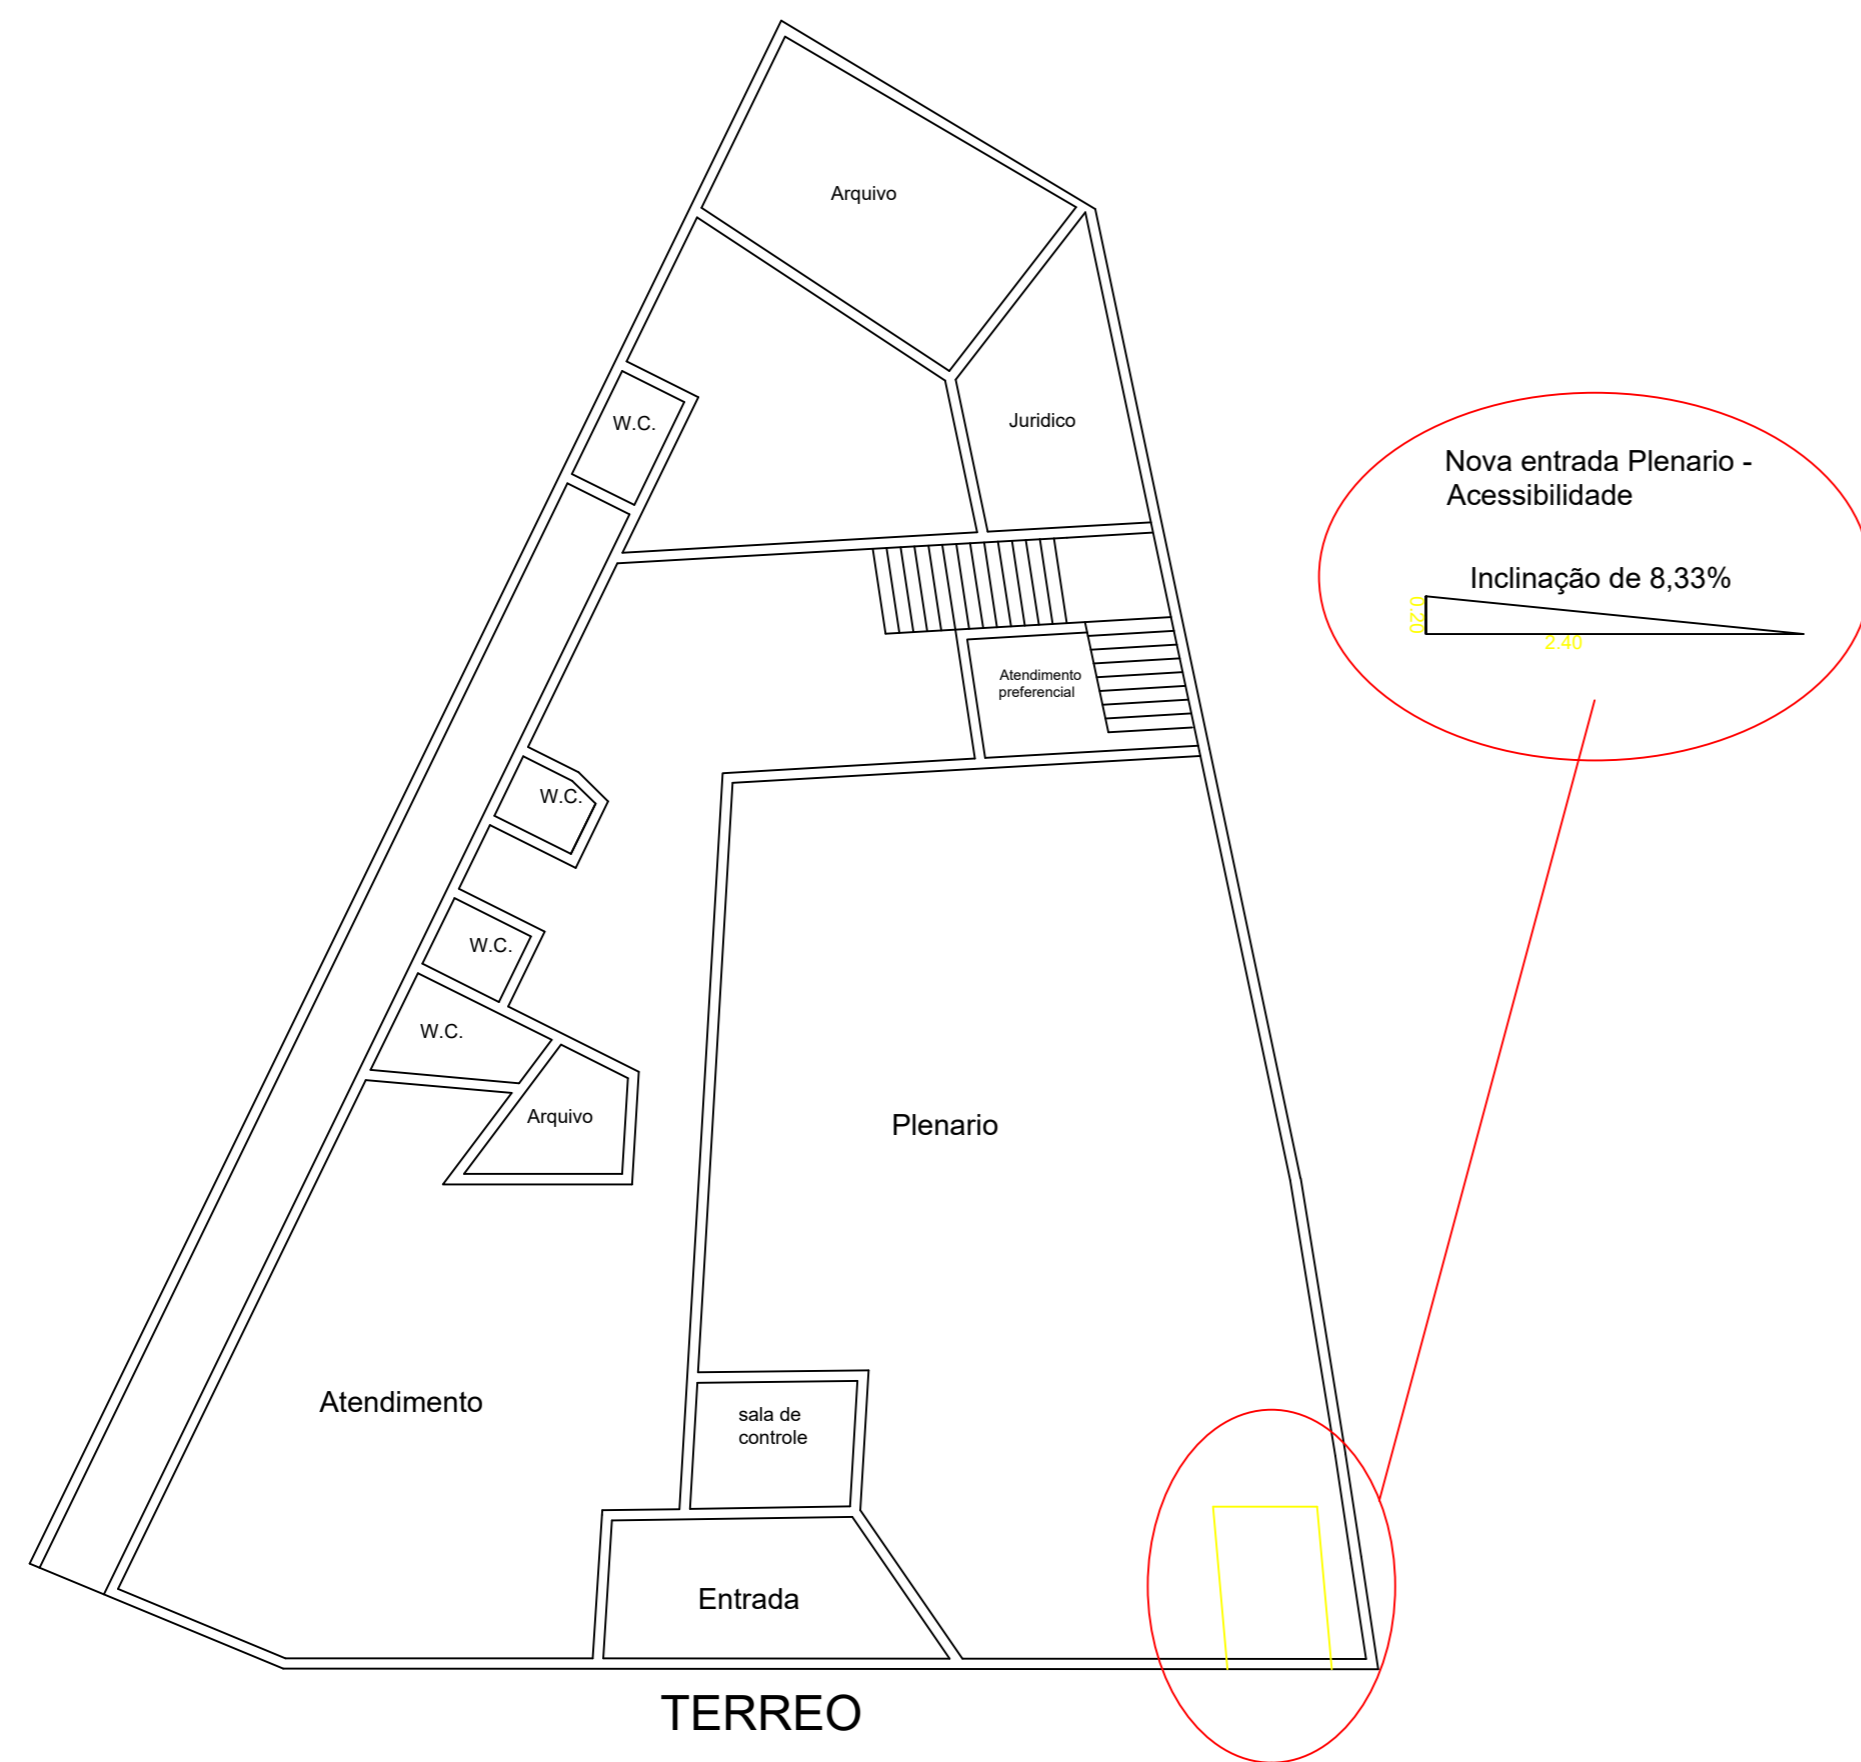 Arquivo
W.C.
Juridico
Nova entrada Plenario -
Acessibilidade
Inclinação de 8,33%
0.20
2.40
Atendimento
preferencial
W.C.
W.C.
W.C.
Arquivo
Plenario
Atendimento
sala de
controle
Entrada
TERREO